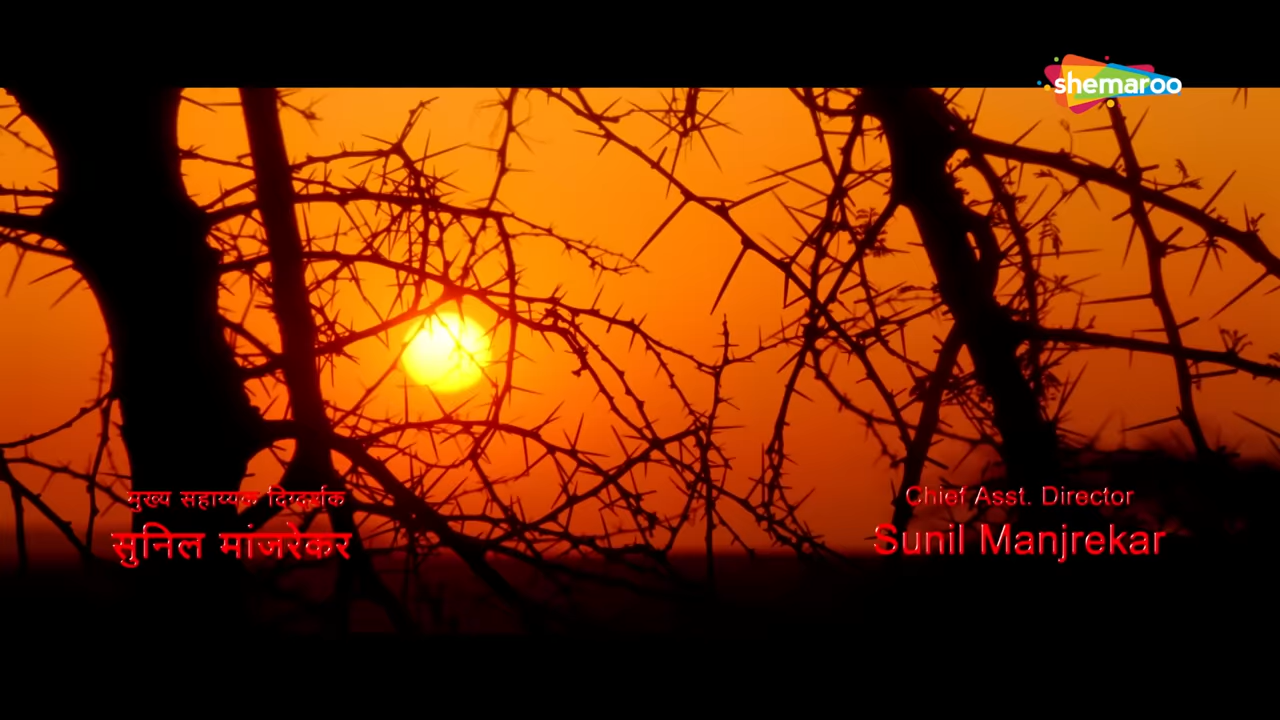 shemaroo
मुख्य सहाय्यक दिग्दर्शक
सुनिल मांजरेकर
Chief Asst. Director
Sunil Manjrekar